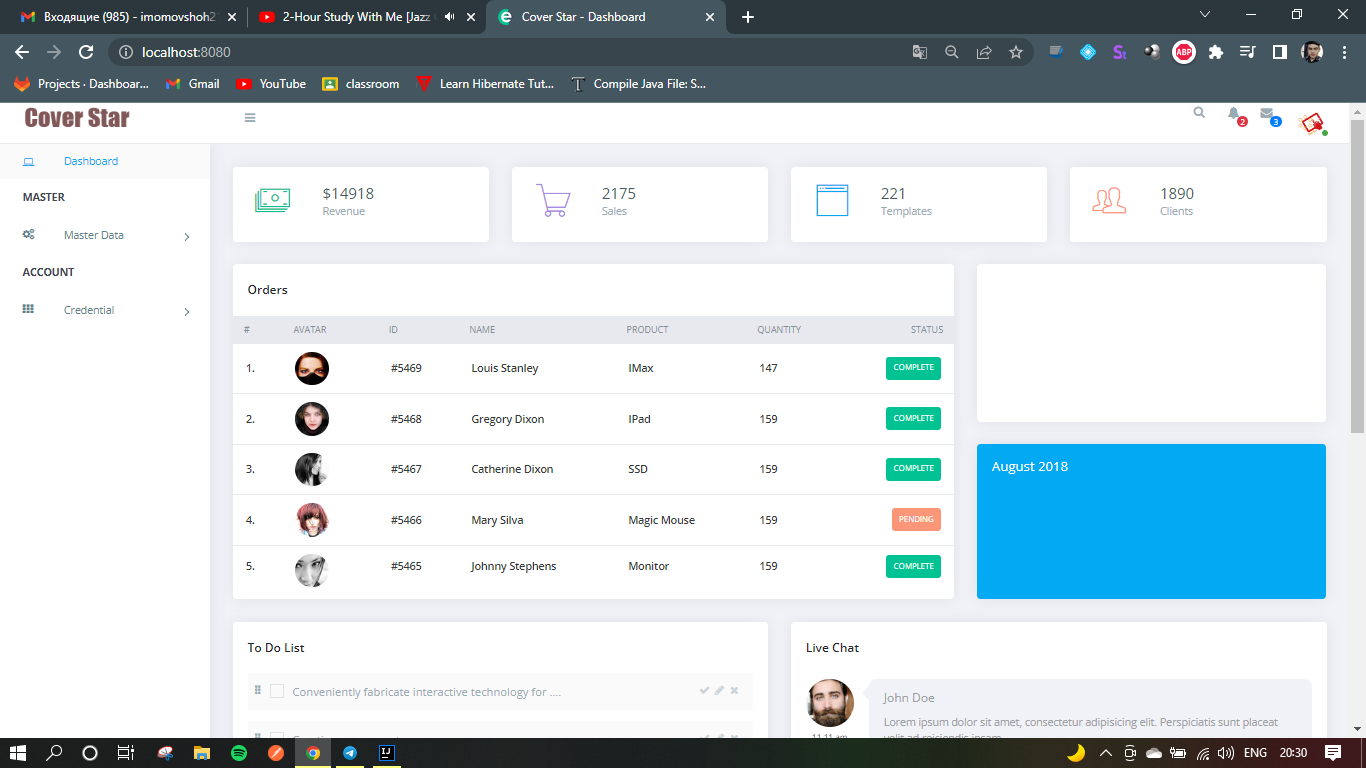 Входящие (985) - imomovshoh2
2-Hour Study With Me [Jazz
Cover Star - Dashboard
localhost:8080
ABP
Projects · Dashboar...
Gmail
YouTube
classroom
Learn Hibernate Tut...
Compile Java File: S...
Cover Star
2
3
Dashboard
MASTER
Master Data
ACCOUNT
Credential
$14918
Revenue
2175
Sales
221
Templates
1890
Clients
Orders
# AVATAR ID NAME PRODUCT QUANTITY STATUS
1. #5469 Louis Stanley IMax 147 COMPLETE
2. #5468 Gregory Dixon IPad 159 COMPLETE
3. #5467 Catherine Dixon SSD 159 COMPLETE
4. #5466 Mary Silva Magic Mouse 159 PENDING
5. #5465 Johnny Stephens Monitor 159 COMPLETE
August 2018
To Do List
Conveniently fabricate interactive technology for ....
Live Chat
John Doe
Lorem ipsum dolor sit amet, consectetur adipisicing elit. Perspiciatis sunt placeat
velit ad reiciendis ipsam
11.11 am
ENG 20:30